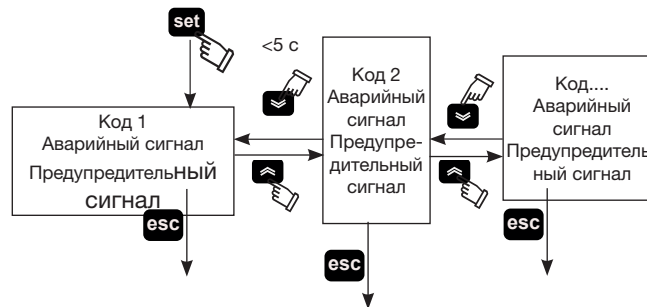 set
<5 с
Код 1
Аварийный сигнал
Предупредительный
сигнал
esc
Код 2
Аварийный
сигнал
Предупре-
дительный
сигнал
esc
Код....
Аварийный
сигнал
Предупредитель
ный сигнал
esc